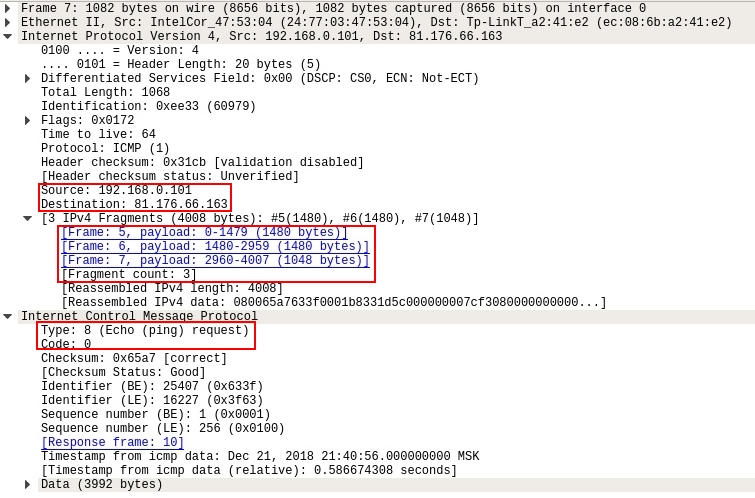 Frame 7: 1082 bytes on wire (8656 bits), 1082 bytes captured (8656 bits) on interface 0
Ethernet II, Src: IntelCor_47:53:04 (24:77:03:47:53:04), Dst: Tp-LinkT_a2:41:e2 (ec:08:6b:a2:41:e2)
Internet Protocol Version 4, Src: 192.168.0.101, Dst: 81.176.66.163
0100 .... = Version: 4
.... 0101 = Header Length: 20 bytes (5)
Differentiated Services Field: 0x00 (DSCP: CS0, ECN: Not-ECT)
Total Length: 1068
Identification: 0xee33 (60979)
Flags: 0x0172
Time to live: 64
Protocol: ICMP (1)
Header checksum: 0x31cb [validation disabled]
[Header checksum status: Unverified]
Source: 192.168.0.101
Destination: 81.176.66.163
[3 IPv4 Fragments (4008 bytes): #5(1480), #6(1480), #7(1048)]
[Frame: 5, payload: 0-1479 (1480 bytes)]
[Frame: 6, payload: 1480-2959 (1480 bytes)]
[Frame: 7, payload: 2960-4007 (1048 bytes)]
[Fragment count: 3]
[Reassembled IPv4 length: 4008]
[Reassembled IPv4 data: 080065a7633f0001b8331d5c000000007cf3080000000000...]
Internet Control Message Protocol
Type: 8 (Echo (ping) request)
Code: 0
Checksum: 0x65a7 [correct]
[Checksum Status: Good]
Identifier (BE): 25407 (0x633f)
Identifier (LE): 16227 (0x3f63)
Sequence number (BE): 1 (0x0001)
Sequence number (LE): 256 (0x0100)
[Response frame: 10]
Timestamp from icmp data: Dec 21, 2018 21:40:56.000000000 MSK
[Timestamp from icmp data (relative): 0.586674308 seconds]
Data (3992 bytes)